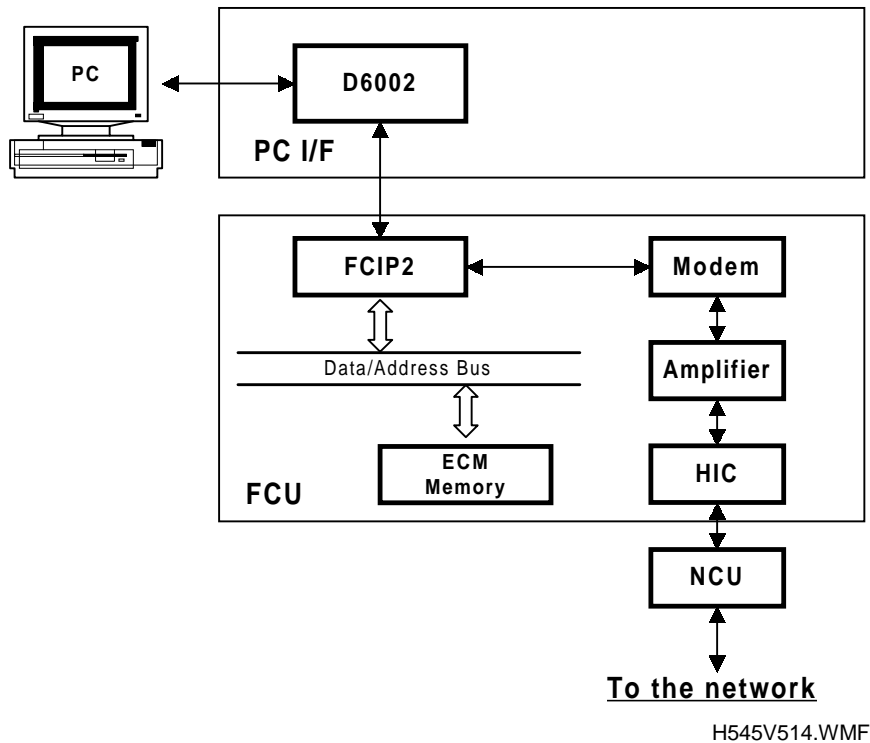 PC
D6002
PC I/F
FCIP2
Modem
Data/Address Bus
Amplifier
ECM
Memory
HIC
FCU
NCU
To the network
H545V514.WMF